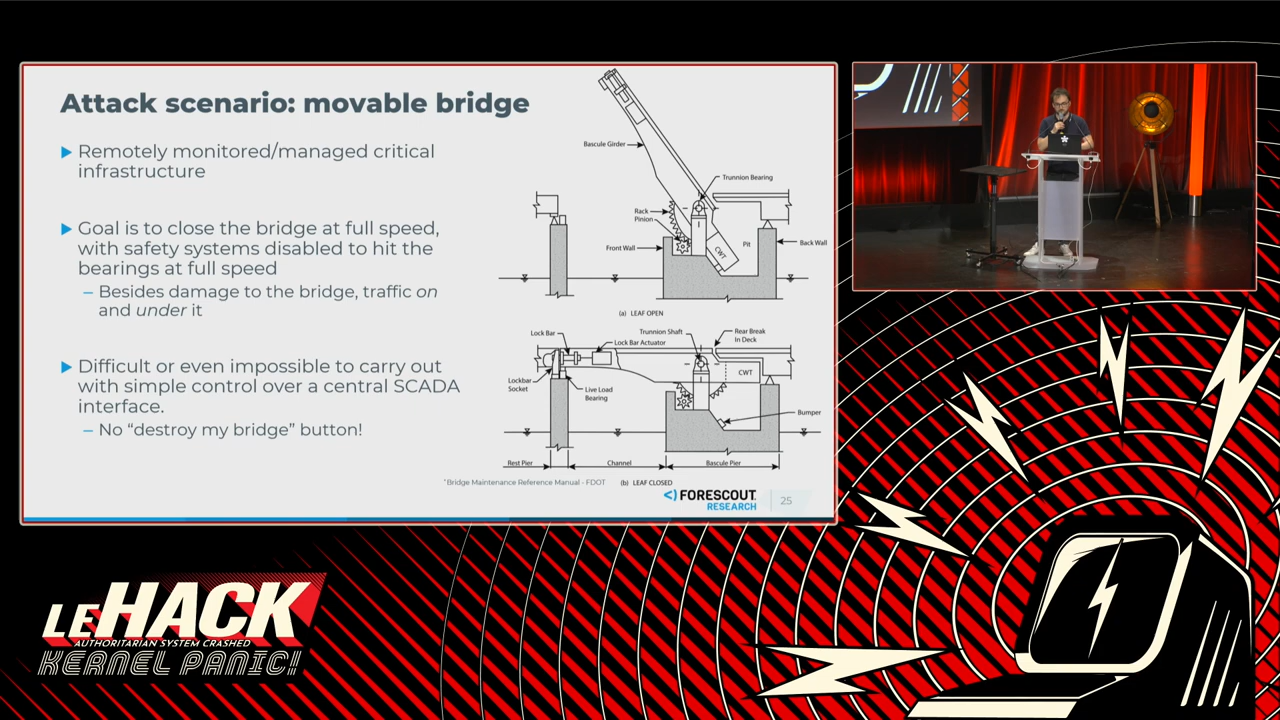 Attack scenario: movable bridge
Remotely monitored/managed critical
infrastructure
Goal is to close the bridge at full speed,
with safety systems disabled to hit the
bearings at full speed
– Besides damage to the bridge, traffic on
and under it
Difficult or even impossible to carry out
with simple control over a central SCADA
interface.
– No “destroy my bridge” button!
Bascule Girder
Trunnion Bearing
Rack
Pinion
Front Wall
CWT
Pit
Back Wall
(a) LEAF OPEN
Lock Bar
Trunnion Shaft
Rear Break
In Deck
Lock Bar Actuator
CWT
Lockbar
Socket
Live Load
Bearing
Bumper
Rest Pier
Channel
Bascule Pier
*Bridge Maintenance Reference Manual - FDOT
(b) LEAF CLOSED
FORESCOUT
RESEARCH
25
LEHACK
AUTHORITARIAN SYSTEM CRASHED
KERNEL PANIC!